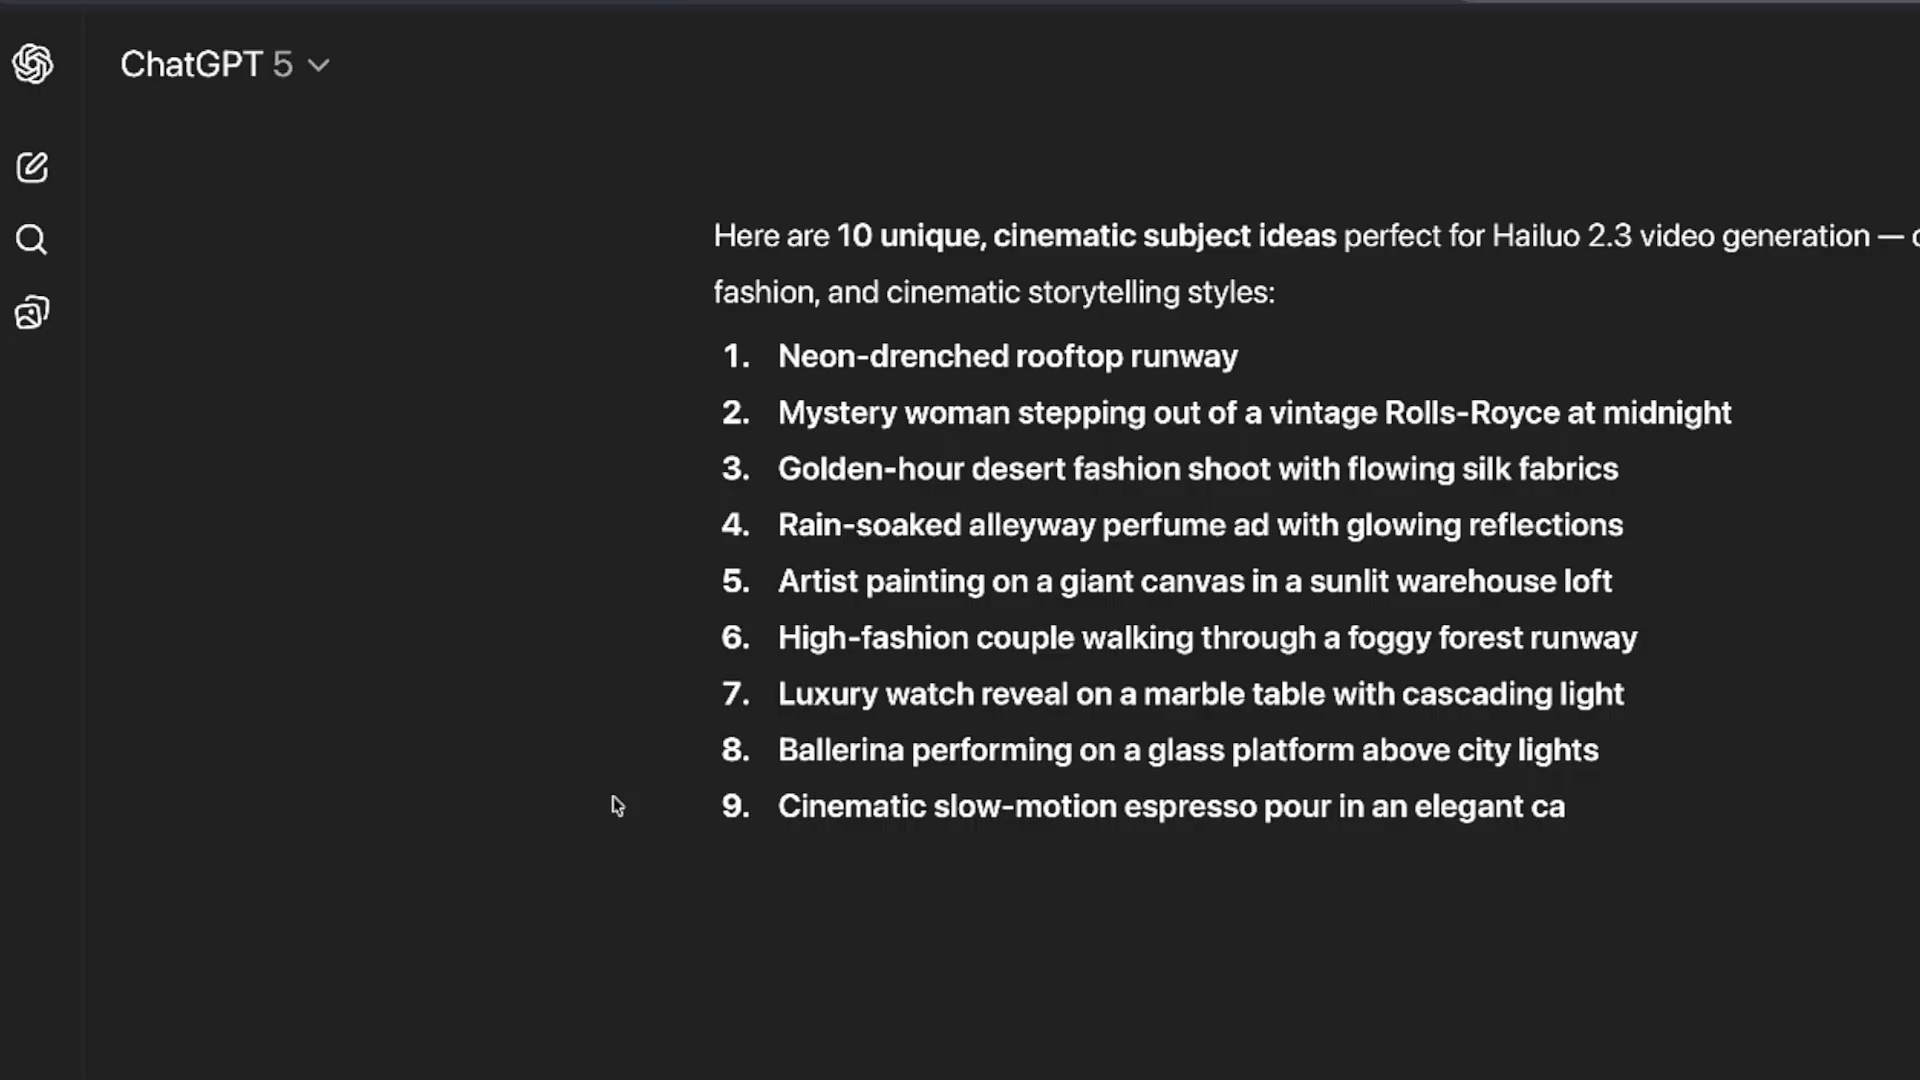 ChatGPT 5
Here are 10 unique, cinematic subject ideas perfect for Hailuo 2.3 video generation —
fashion, and cinematic storytelling styles:
1. Neon-drenched rooftop runway
2. Mystery woman stepping out of a vintage Rolls-Royce at midnight
3. Golden-hour desert fashion shoot with flowing silk fabrics
4. Rain-soaked alleyway perfume ad with glowing reflections
5. Artist painting on a giant canvas in a sunlit warehouse loft
6. High-fashion couple walking through a foggy forest runway
7. Luxury watch reveal on a marble table with cascading light
8. Ballerina performing on a glass platform above city lights
9. Cinematic slow-motion espresso pour in an elegant ca